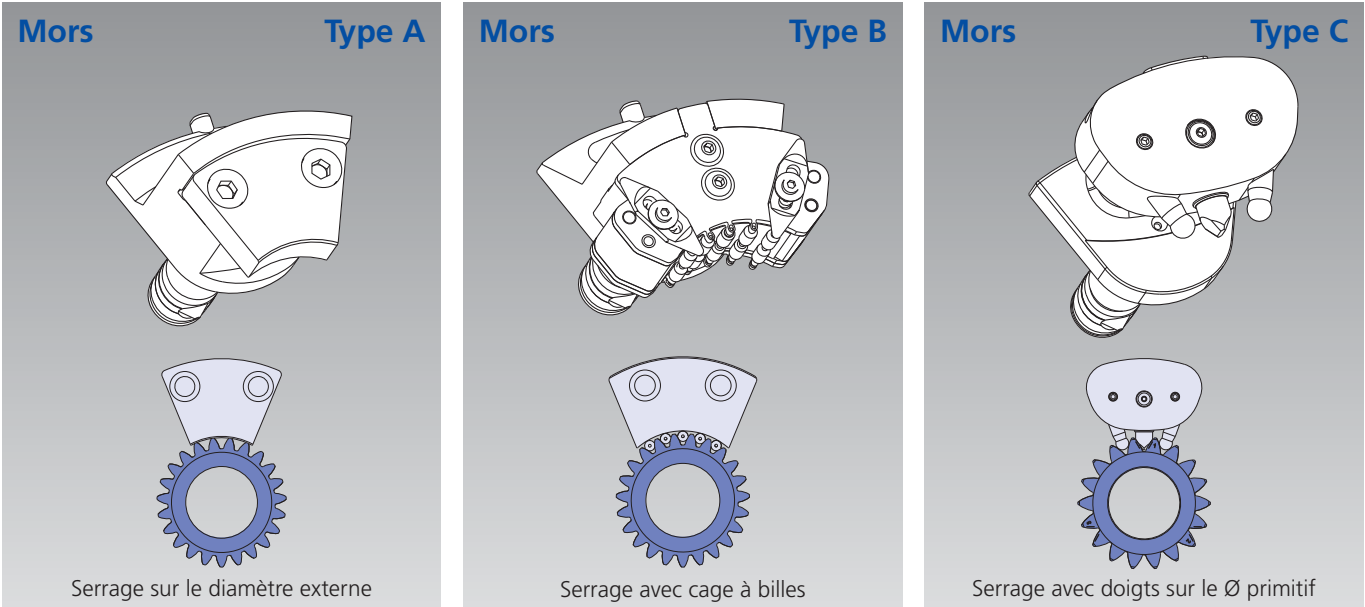 Mors Type A
Serrage sur le diamètre externe
Mors Type B
Serrage avec cage à billes
Mors Type C
Serrage avec doigts sur le Ø primitif